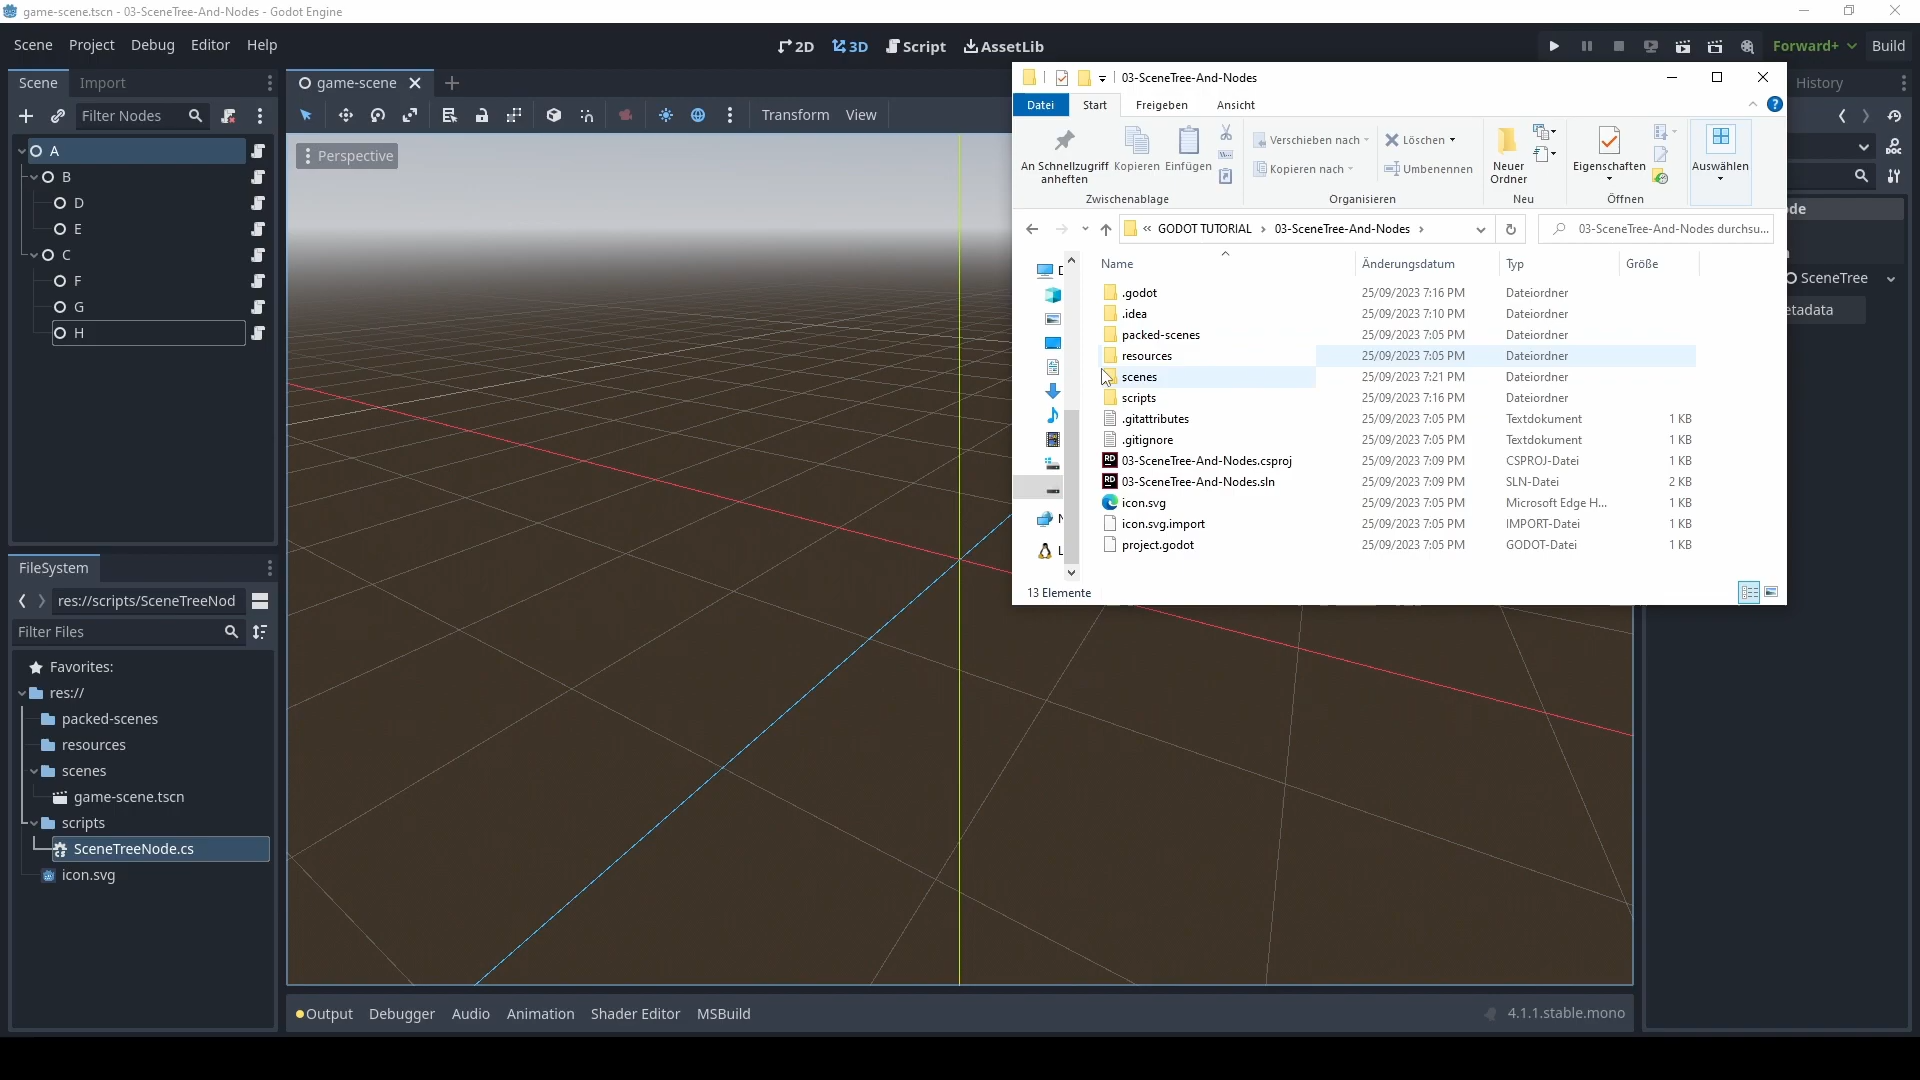 game-scene.tscn - 03-SceneTree-And-Nodes - Godot Engine
Scene Project Debug Editor Help
2D 3D Script AssetLib
Forward+ Build
Scene Import
game-scene
History
Filter Nodes
Transform View
Perspective
A
B
D
E
C
F
G
H
03-SceneTree-And-Nodes
Datei Start Freigeben Ansicht
An Schnellzugriff anheften
Kopieren
Einfügen
Zwischenablage
Verschieben nach
Kopieren nach
Löschen
Umbenennen
Organisieren
Neuer Ordner
Neu
Eigenschaften
Öffnen
Auswählen
« GODOT TUTORIAL › 03-SceneTree-And-Nodes ›
03-SceneTree-And-Nodes durchsu...
Name Änderungsdatum Typ Größe
.godot 25/09/2023 7:16 PM Dateiordner
.idea 25/09/2023 7:10 PM Dateiordner
packed-scenes 25/09/2023 7:05 PM Dateiordner
resources 25/09/2023 7:05 PM Dateiordner
scenes 25/09/2023 7:21 PM Dateiordner
scripts 25/09/2023 7:16 PM Dateiordner
.gitattributes 25/09/2023 7:05 PM Textdokument 1 KB
.gitignore 25/09/2023 7:05 PM Textdokument 1 KB
03-SceneTree-And-Nodes.csproj 25/09/2023 7:09 PM CSPROJ-Datei 1 KB
03-SceneTree-And-Nodes.sln 25/09/2023 7:09 PM SLN-Datei 2 KB
icon.svg 25/09/2023 7:05 PM Microsoft Edge H... 1 KB
icon.svg.import 25/09/2023 7:05 PM IMPORT-Datei 1 KB
project.godot 25/09/2023 7:05 PM GODOT-Datei 1 KB
13 Elemente
SceneTree
etadata
FileSystem
res://scripts/SceneTreeNod
Filter Files
Favorites:
res://
packed-scenes
resources
scenes
game-scene.tscn
scripts
SceneTreeNode.cs
icon.svg
Output Debugger Audio Animation Shader Editor MSBuild
4.1.1.stable.mono